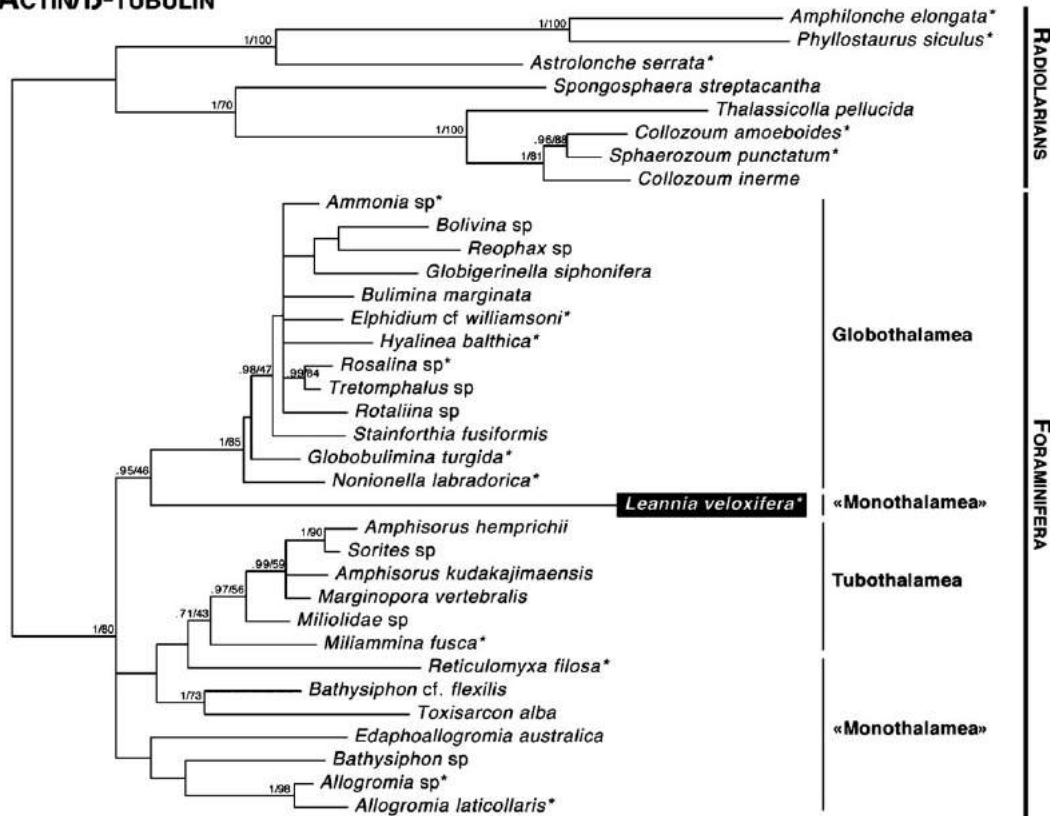 ACTIN/β-TUBULIN
Amphilonche elongata*
1/100
1/100
Phyllostaurus siculus*
Astrolonche serrata*
Spongosphaera streptacantha
1/70
Thalassicolla pellucida
1/100
Collozoum amoeboides*
.96/88
Sphaerozoum punctatum*
1/81
Collozoum inerme
RADIOLARIANS
Ammonia sp*
Bolivina sp
Reophax sp
Globigerinella siphonifera
Bulimina marginata
Elphidium cf williamsoni*
Globothalamea
Hyalinea balthica*
Rosalina sp*
.98/47
.99/64
Tretomphalus sp
Rotaliina sp
Stainforthia fusiformis
1/85
Globobulimina turgida*
.95/46
Nonionella labradorica*
Leannia veloxifera*
«Monothalamea»
FORAMINIFERA
Amphisorus hemprichii
1/90
Sorites sp
.99/59
Amphisorus kudakajimaensis
Tubothalamea
.97/56
Marginopora vertebralis
.71/43
Miliolidae sp
1/60
Miliammina fusca*
Reticulomyxa filosa*
1/73
Bathysiphon cf. flexilis
Toxisarcon alba
«Monothalamea»
Edaphoallogromia australica
Bathysiphon sp
1/98
Allogromia sp*
Allogromia laticollaris*